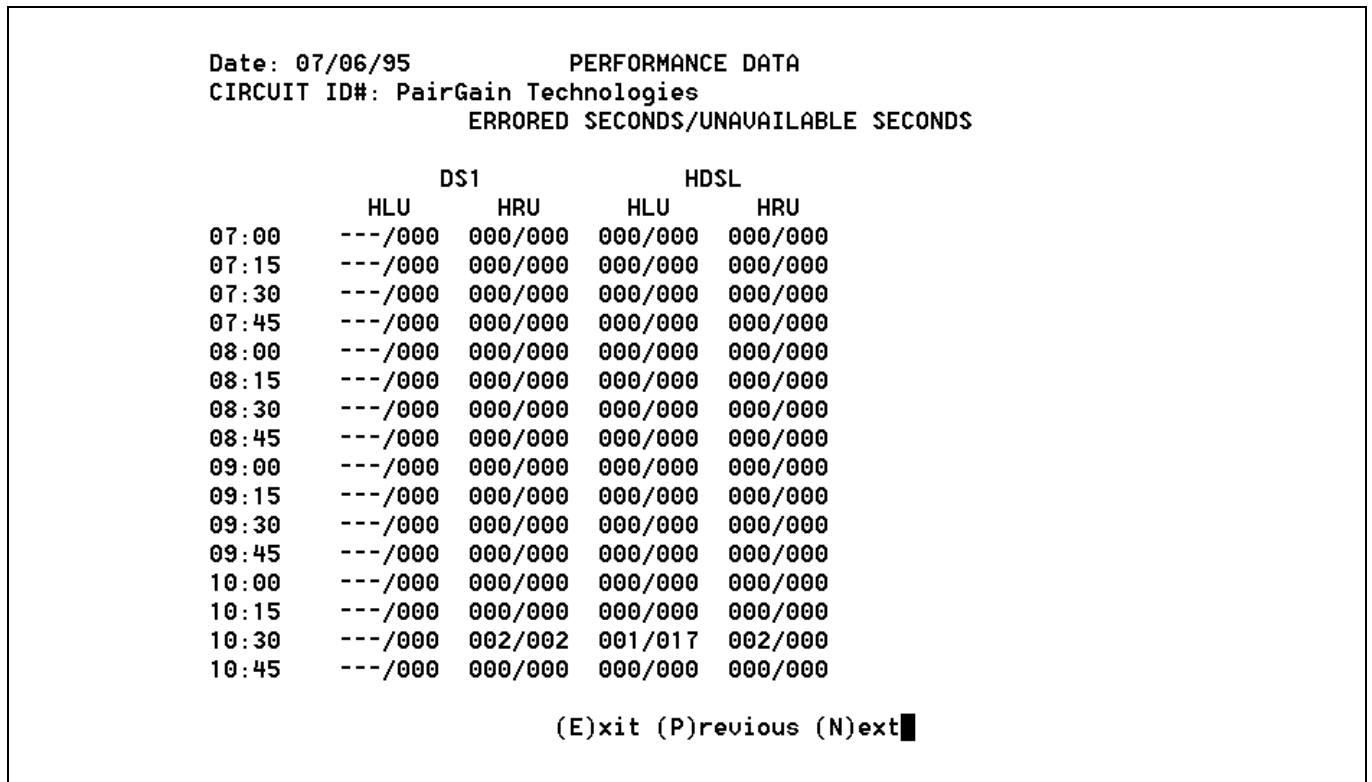 Date: 07/06/95 PERFORMANCE DATA
CIRCUIT ID#: PairGain Technologies
ERRORED SECONDS/UNAVAILABLE SECONDS
DS1 HDSL
HLU HRU HLU HRU
07:00 ---/000 000/000 000/000 000/000
07:15 ---/000 000/000 000/000 000/000
07:30 ---/000 000/000 000/000 000/000
07:45 ---/000 000/000 000/000 000/000
08:00 ---/000 000/000 000/000 000/000
08:15 ---/000 000/000 000/000 000/000
08:30 ---/000 000/000 000/000 000/000
08:45 ---/000 000/000 000/000 000/000
09:00 ---/000 000/000 000/000 000/000
09:15 ---/000 000/000 000/000 000/000
09:30 ---/000 000/000 000/000 000/000
09:45 ---/000 000/000 000/000 000/000
10:00 ---/000 000/000 000/000 000/000
10:15 ---/000 000/000 000/000 000/000
10:30 ---/000 002/002 001/017 002/000
10:45 ---/000 000/000 000/000 000/000
(E)xit (P)revious (N)ext